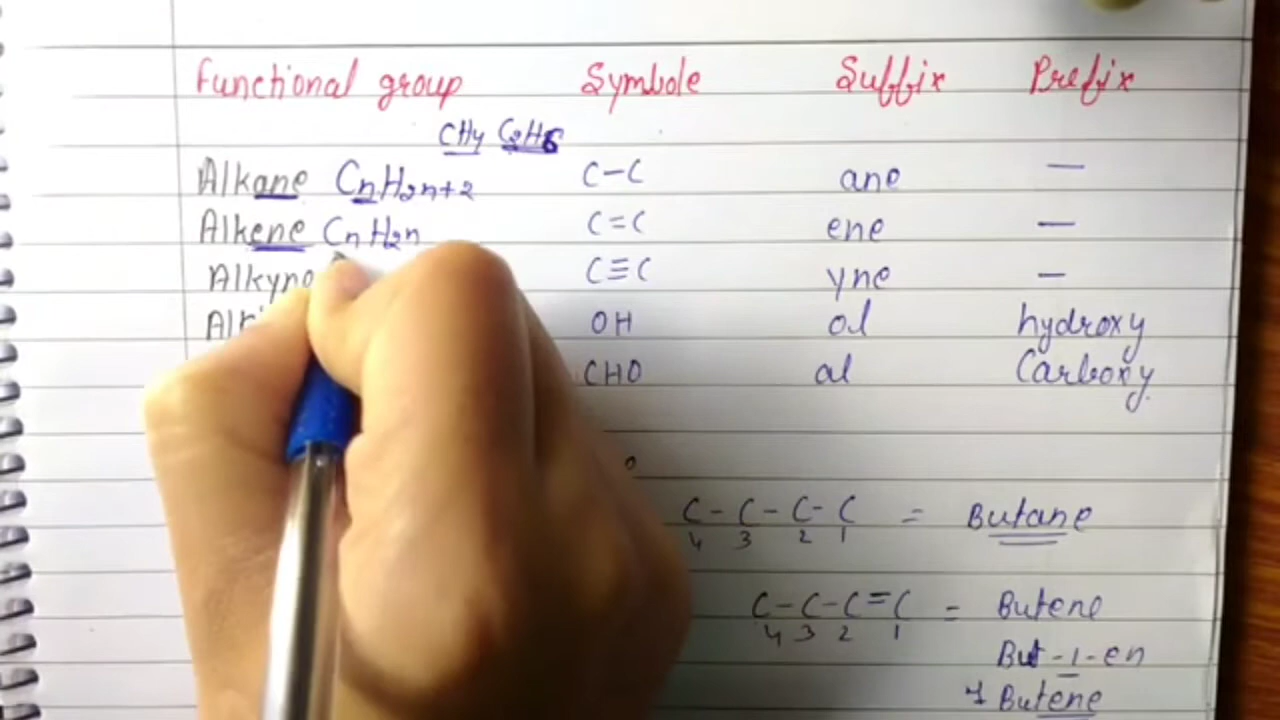 Functional group Symbole Suffix Prefix
CH4 C2H6
Alkane CnH2n+2 C-C ane —
Alkene CnH2n C=C ene —
Alkyne C≡C yne —
OH ol hydroxy
CHO al Carboxy
C-C-C-C = Butane
4 3 2 1
C-C-C=C = Butene
4 3 2 1
But-1-en
1 Butene